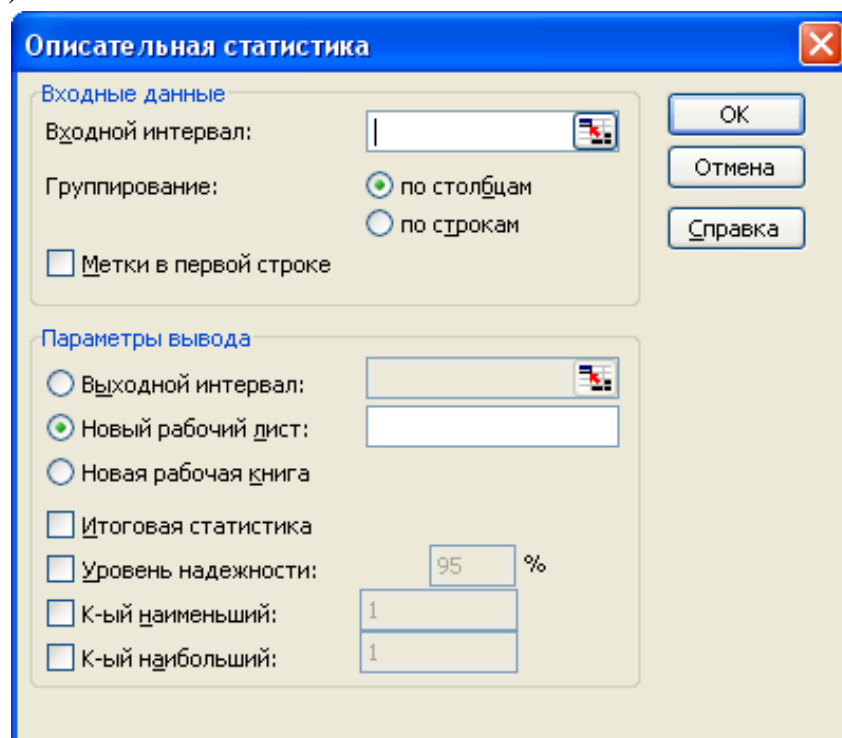 )
Описательная статистика
Входные данные
Входной интервал:
OK
Группирование:
по столбцам
Отмена
по строкам
Справка
Метки в первой строке
Параметры вывода
Выходной интервал:
Новый рабочий лист:
Новая рабочая книга
Итоговая статистика
Уровень надежности: 95 %
К-ый наименьший: 1
К-ый наибольший: 1